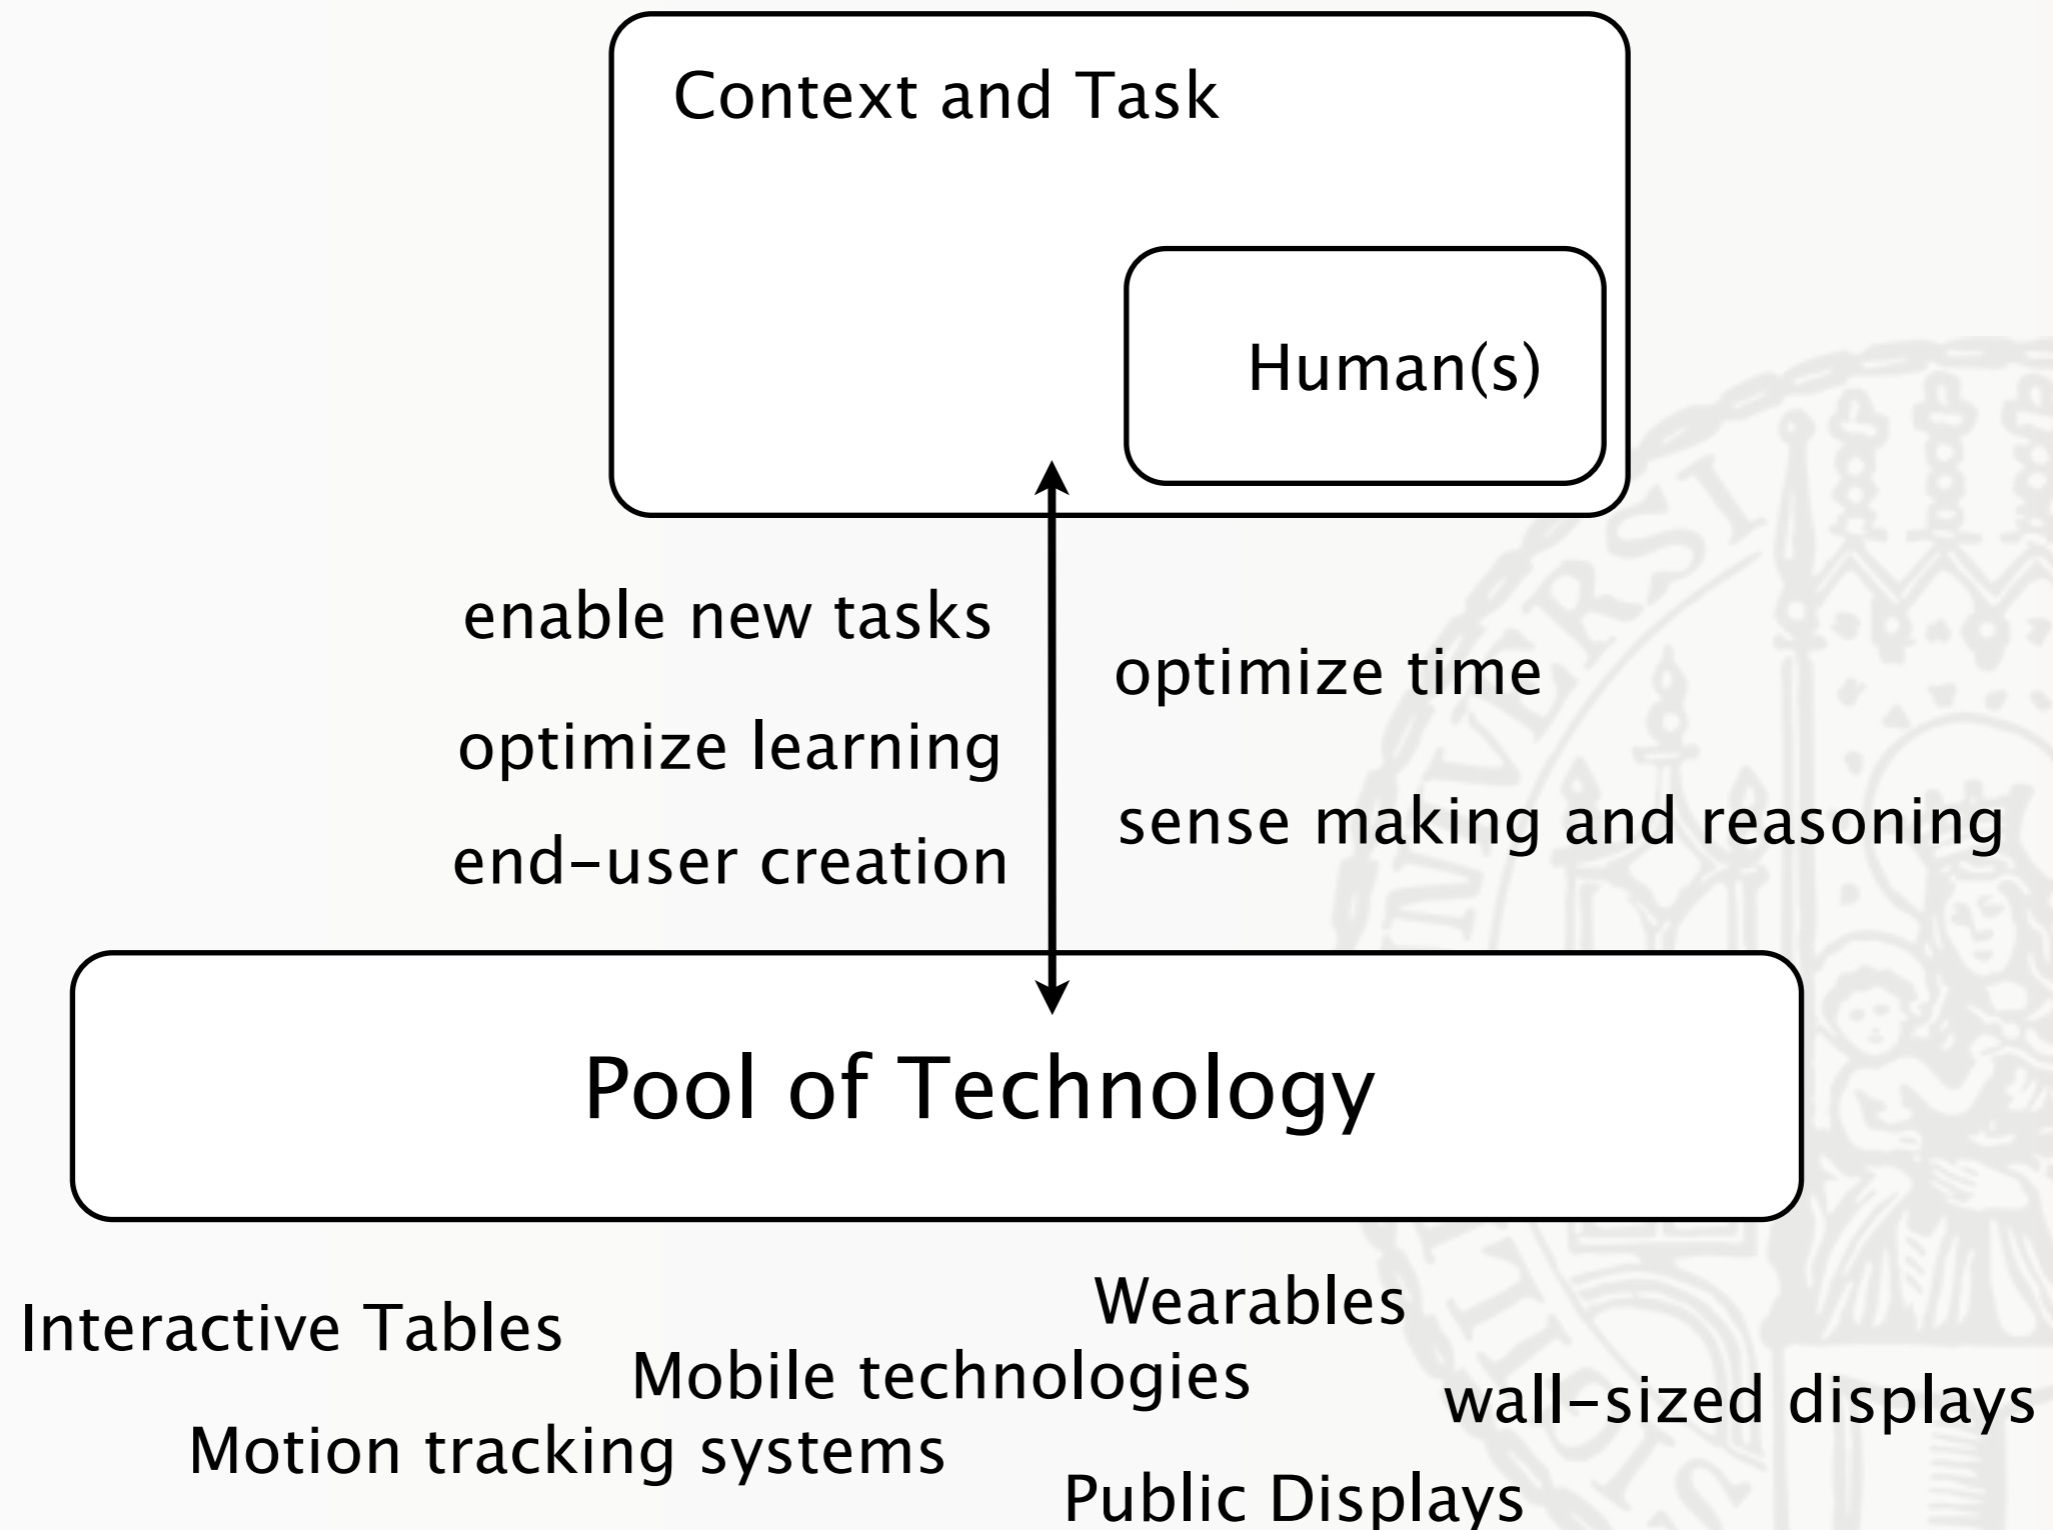 Context and Task
Human(s)
enable new tasks
optimize time
optimize learning
sense making and reasoning
end-user creation
Pool of Technology
Wearables
Interactive Tables
Mobile technologies
wall-sized displays
Motion tracking systems
Public Displays